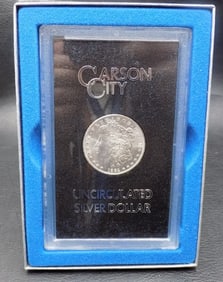 CARSON
CITY
UNCIRCULATED
SILVER DOLLAR